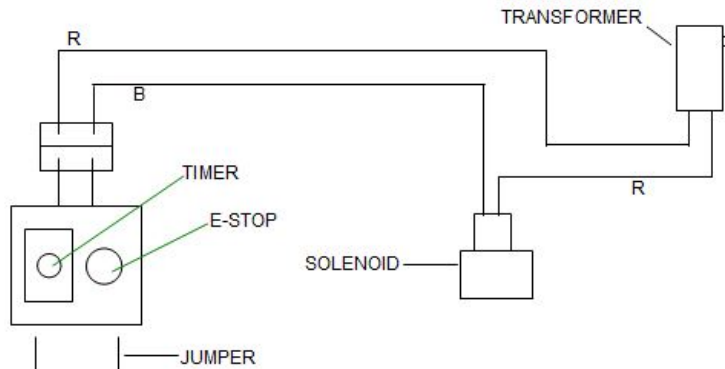 TRANSFORMER
R
B
TIMER
R
E-STOP
SOLENOID
JUMPER